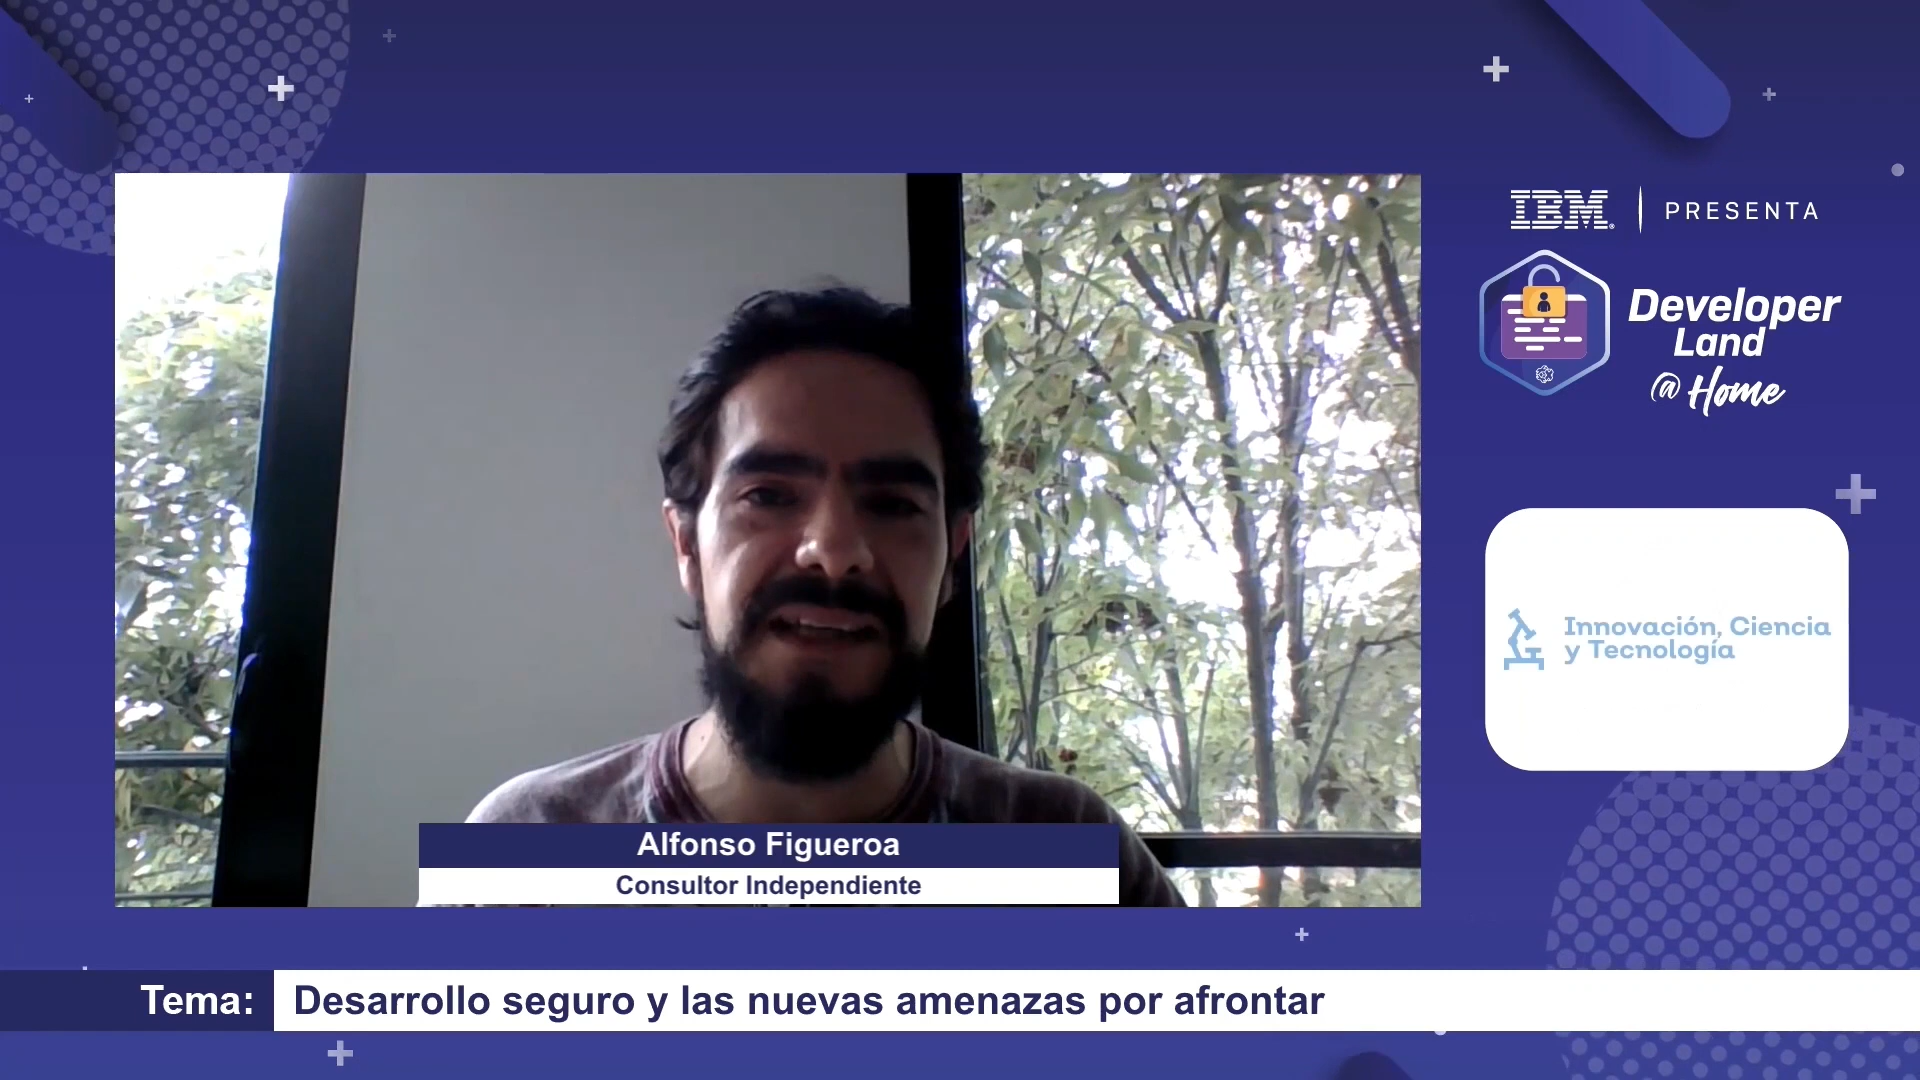 IBM® | PRESENTA
Developer
Land
@ Home
Innovación, Ciencia
y Tecnología
Alfonso Figueroa
Consultor Independiente
Tema: Desarrollo seguro y las nuevas amenazas por afrontar